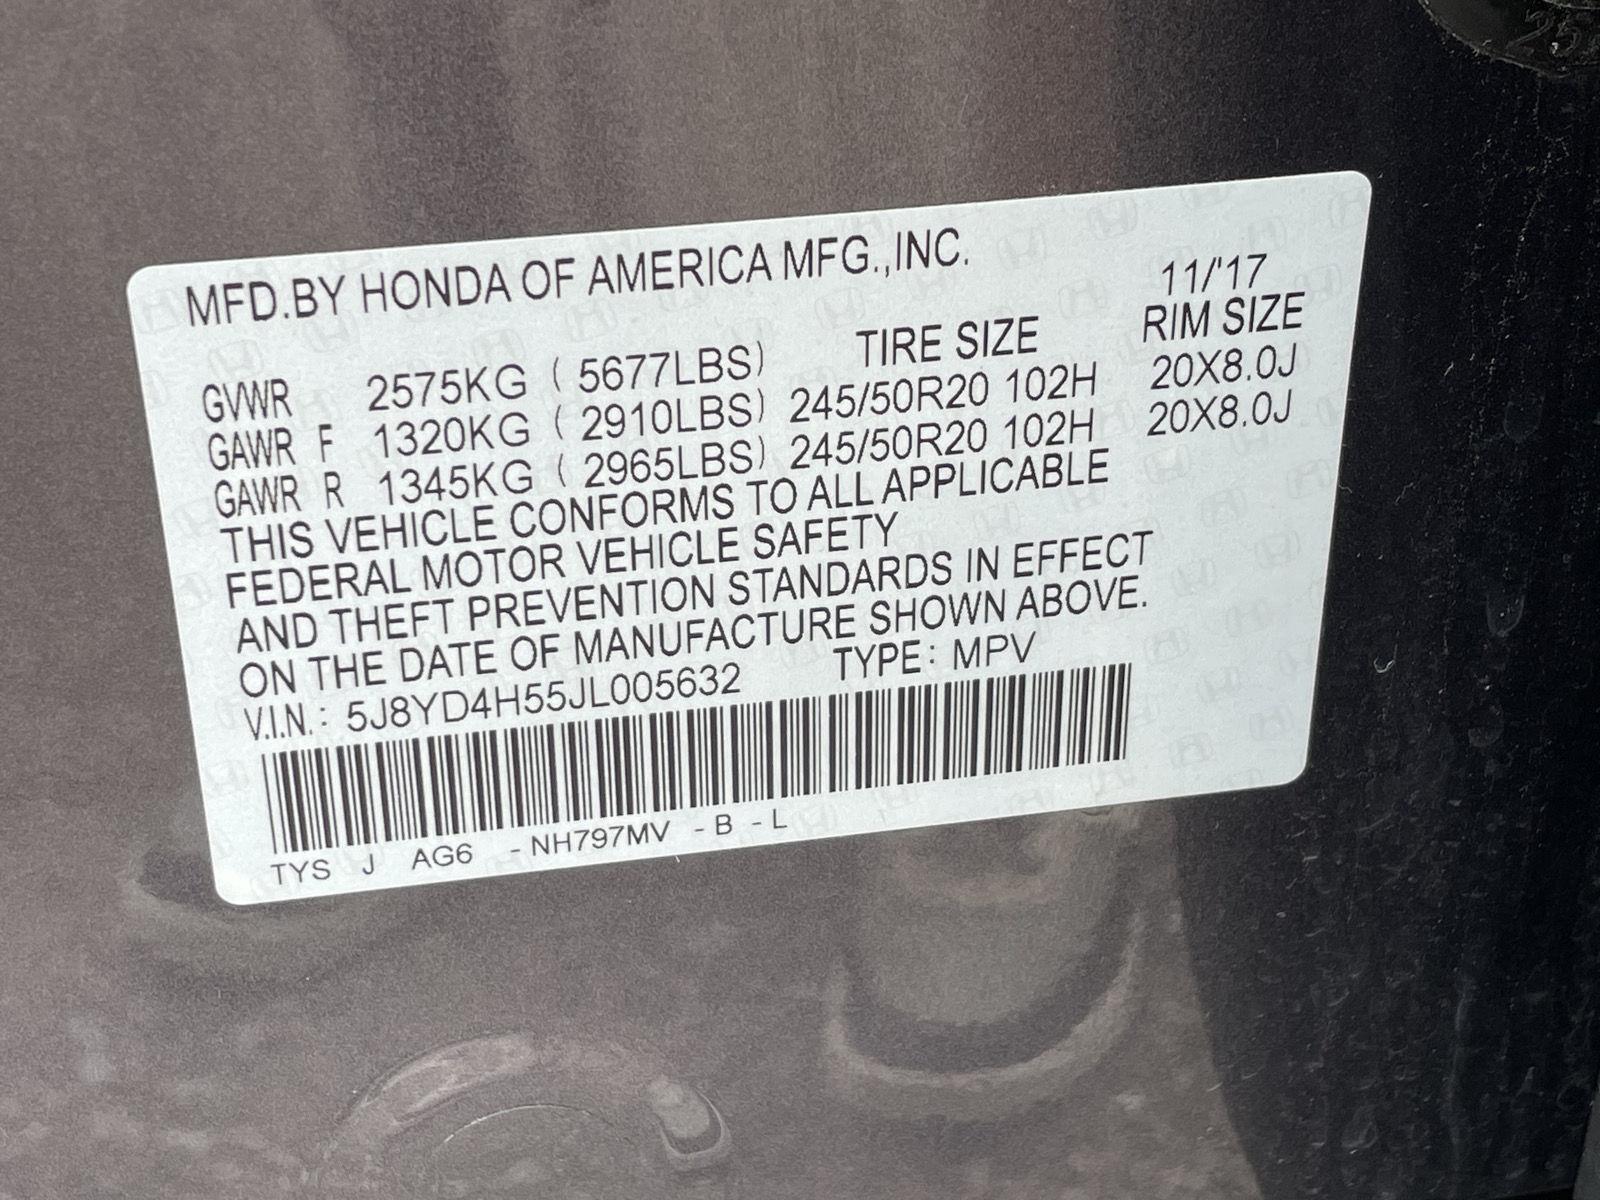 MFD.BY HONDA OF AMERICA MFG.,INC.
11/'17
GVWR 2575KG ( 5677LBS) TIRE SIZE RIM SIZE
GAWR F 1320KG ( 2910LBS) 245/50R20 102H 20X8.0J
GAWR R 1345KG ( 2965LBS) 245/50R20 102H 20X8.0J
THIS VEHICLE CONFORMS TO ALL APPLICABLE
FEDERAL MOTOR VEHICLE SAFETY
AND THEFT PREVENTION STANDARDS IN EFFECT
ON THE DATE OF MANUFACTURE SHOWN ABOVE.
V.I.N.: 5J8YD4H55JL005632 TYPE: MPV
TYS J AG6 -NH797MV -B -L